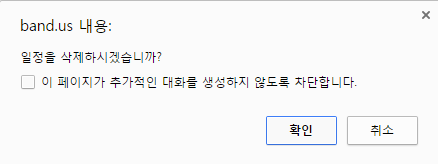 band.us 내용:
일정을 삭제하시겠습니까?
이 페이지가 추가적인 대화를 생성하지 않도록 차단합니다.
확인 취소